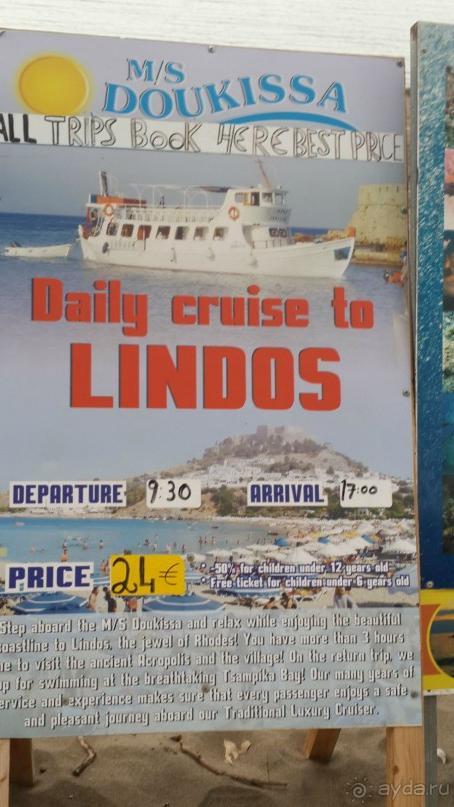 M/S
DOUKISSA
ALL TRIPS BOOK HERE BEST PRICE
Daily cruise to
LINDOS
DEPARTURE 9:30 ARRIVAL 17:00
PRICE 24€
-50% for children under 12 years old
Free ticket for children under 6 years old
Step aboard the M/S Doukissa and relax while enjoying the beautiful
coastline to Lindos, the jewel of Rhodes! You have more than 3 hours
to visit the ancient Acropolis and the village! On the return trip, we
for swimming at the breathtaking Tsampika Bay! Our many years of
service and experience makes sure that every passenger enjoys a safe
and pleasant journey aboard our Traditional Luxury Cruiser.
ayda.ru